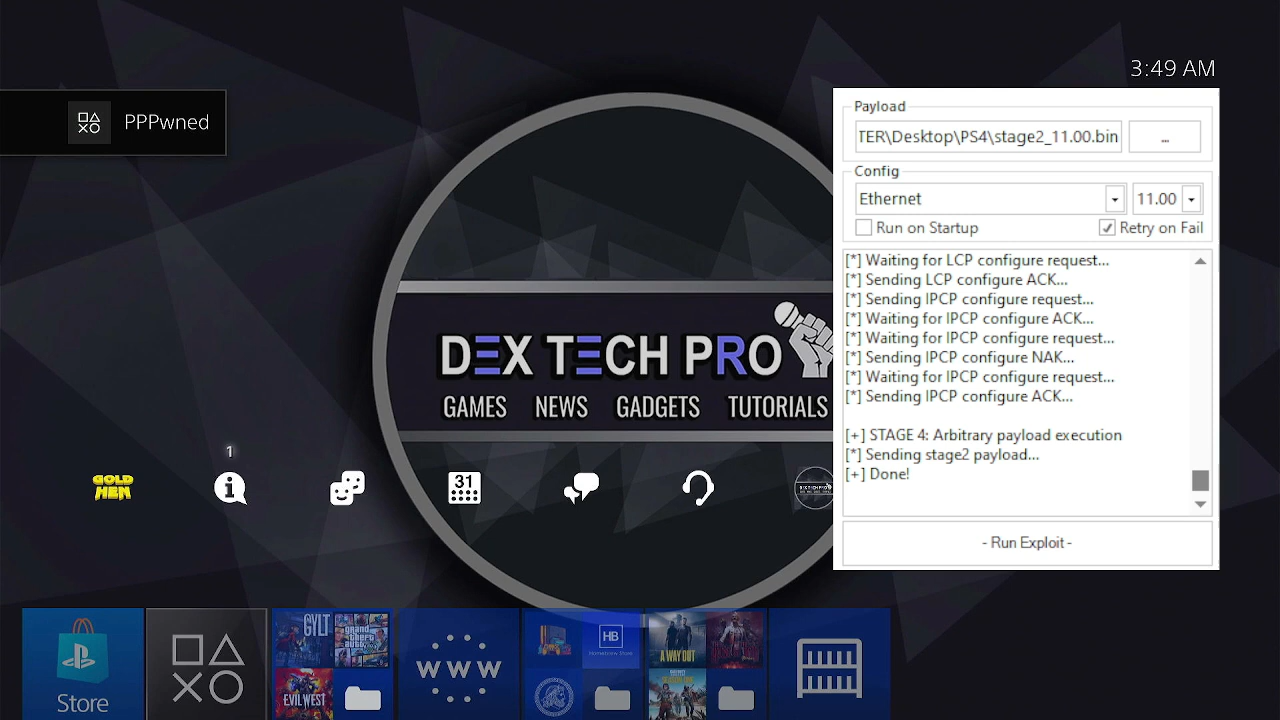 3:49 AM
PPPwned
Payload
TER\Desktop\PS4\stage2_11.00.bin
...
Config
Ethernet
11.00
Run on Startup
Retry on Fail
[*] Waiting for LCP configure request...
[*] Sending LCP configure ACK...
[*] Sending IPCP configure request...
[*] Waiting for IPCP configure ACK...
[*] Waiting for IPCP configure request...
[*] Sending IPCP configure NAK...
[*] Waiting for IPCP configure request...
[*] Sending IPCP configure ACK...
[+] STAGE 4: Arbitrary payload execution
[*] Sending stage2 payload...
[+] Done!
- Run Exploit -
DEX TECH PRO
GAMES NEWS GADGETS TUTORIALS
1
GOLD
HEN
31
Store
GYLT
grand
theft
auto
EVIL WEST
WWW
HB
Homebrew Store
A WAY OUT